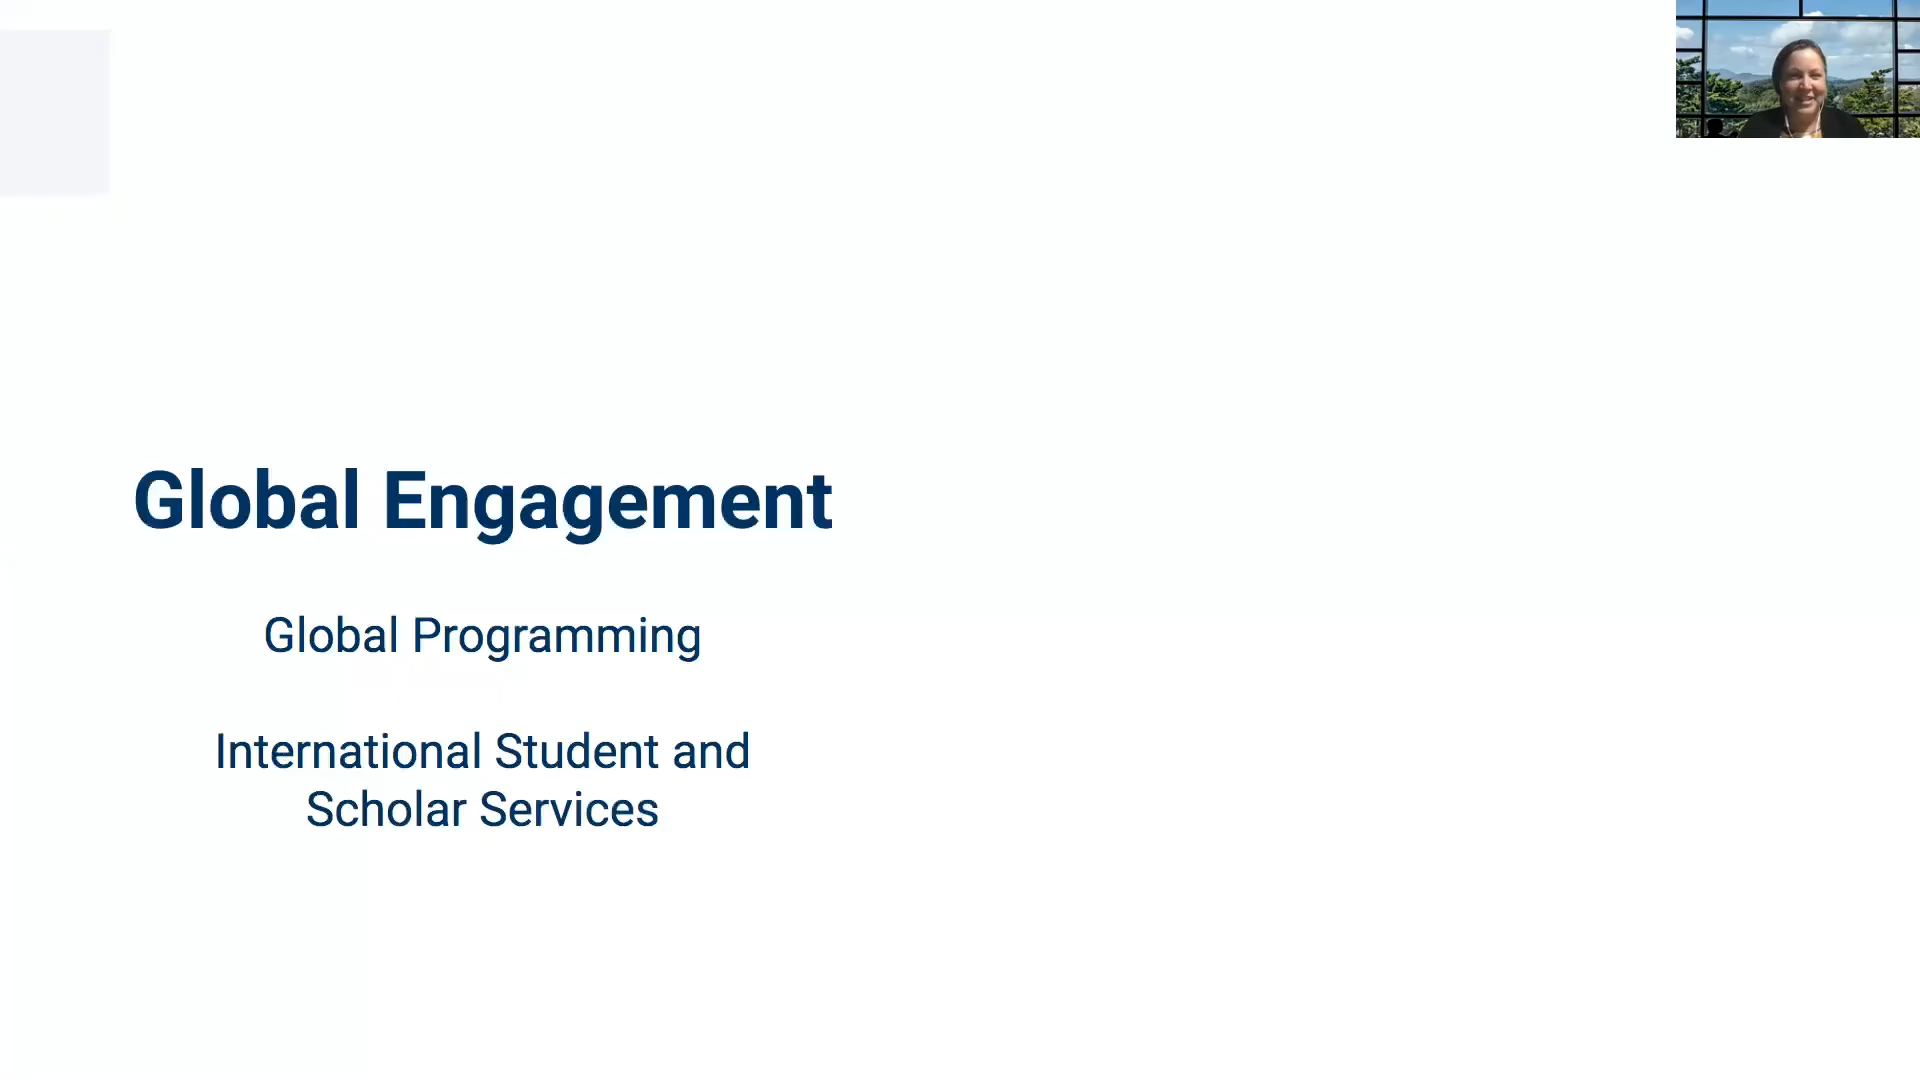 Global Engagement
Global Programming
International Student and
Scholar Services